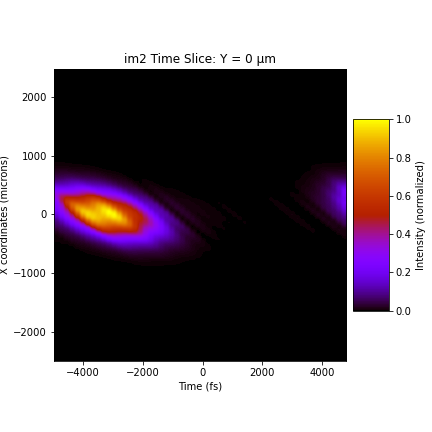 im2 Time Slice: Y = 0 μm
2000
1000
0
−1000
−2000
X coordinates (microns)
−4000 −2000 0 2000 4000
Time (fs)
1.0
0.8
0.6
0.4
0.2
0.0
Intensity (normalized)